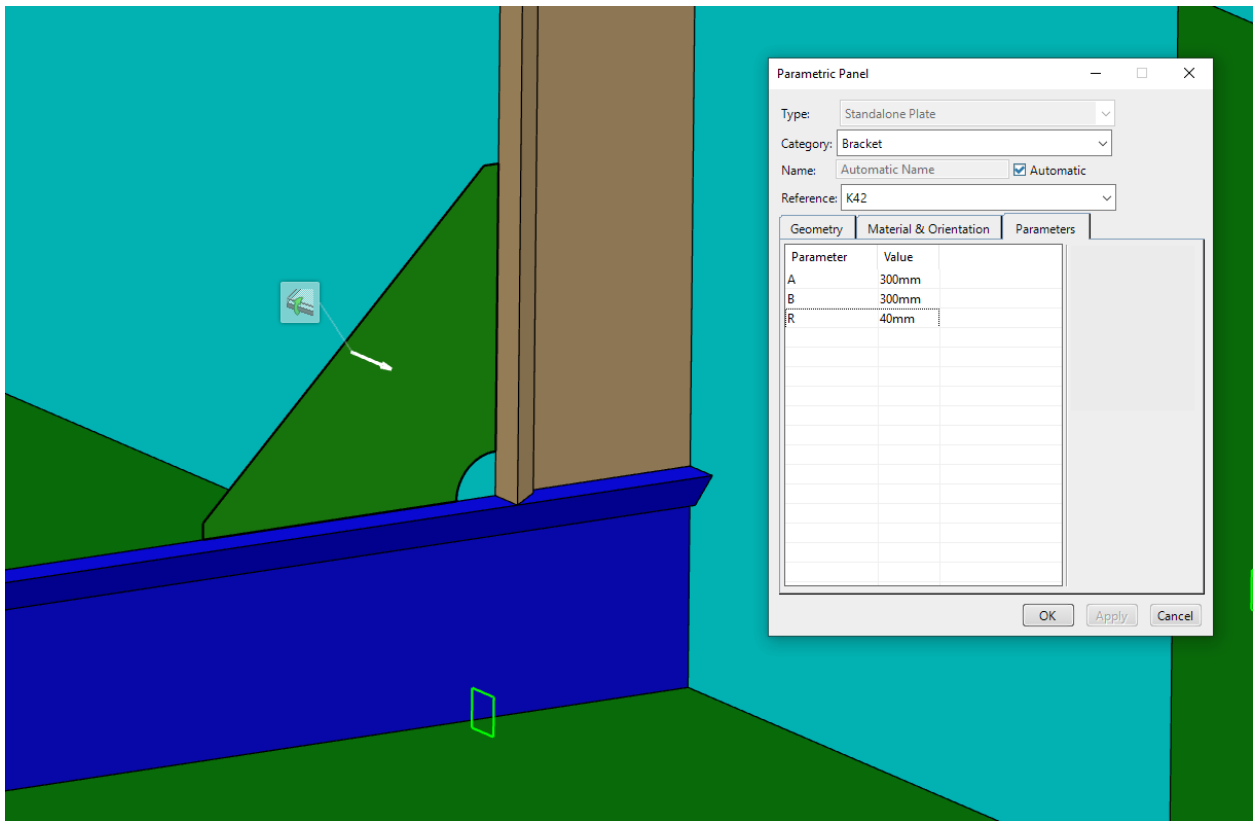 Parametric Panel
Type: Standalone Plate
Category: Bracket
Name: Automatic Name Automatic
Reference: K42
Geometry Material & Orientation Parameters
Parameter Value
A 300mm
B 300mm
R 40mm
OK Apply Cancel